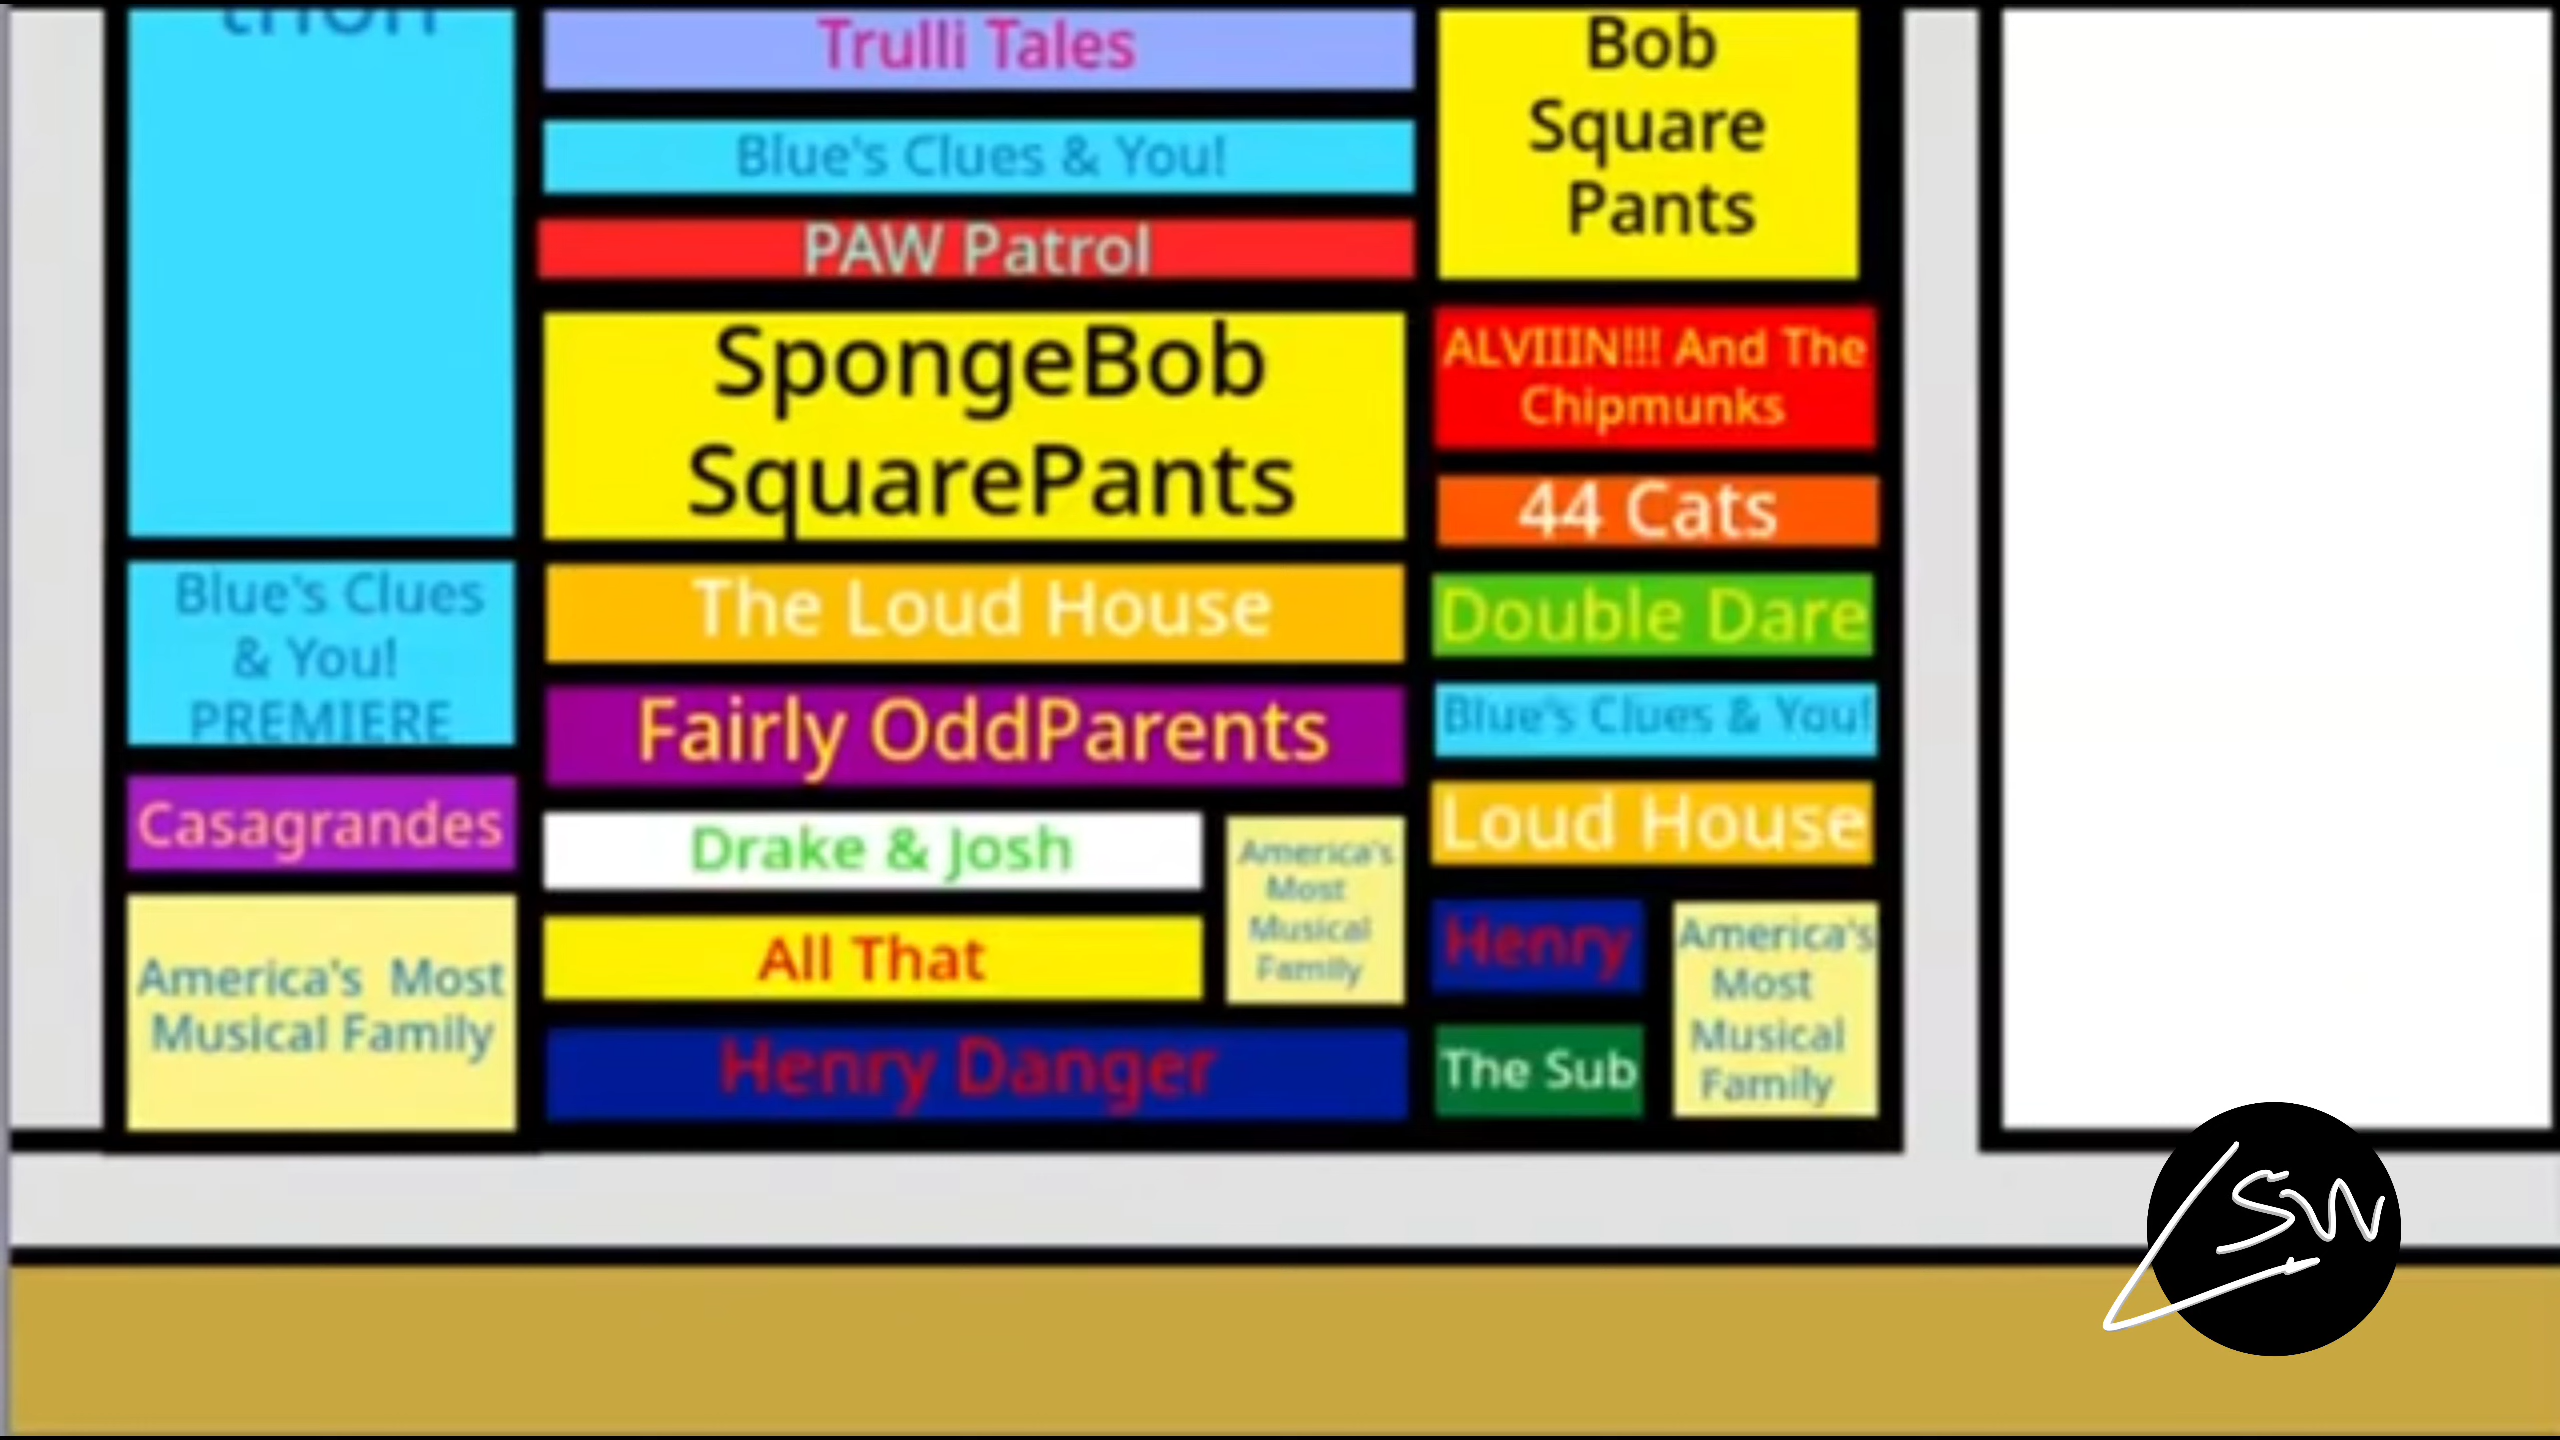 thon
Blue's Clues
& You!
PREMIERE
Casagrandes
America's Most
Musical Family
Trulli Tales
Blue's Clues & You!
PAW Patrol
SpongeBob
SquarePants
The Loud House
Fairly OddParents
Drake & Josh
All That
America's
Most
Musical
Family
Henry Danger
Bob
Square
Pants
ALVIIIN!!! And The
Chipmunks
44 Cats
Double Dare
Blue's Clues & You!
Loud House
Henry
The Sub
America's
Most
Musical
Family
LSW